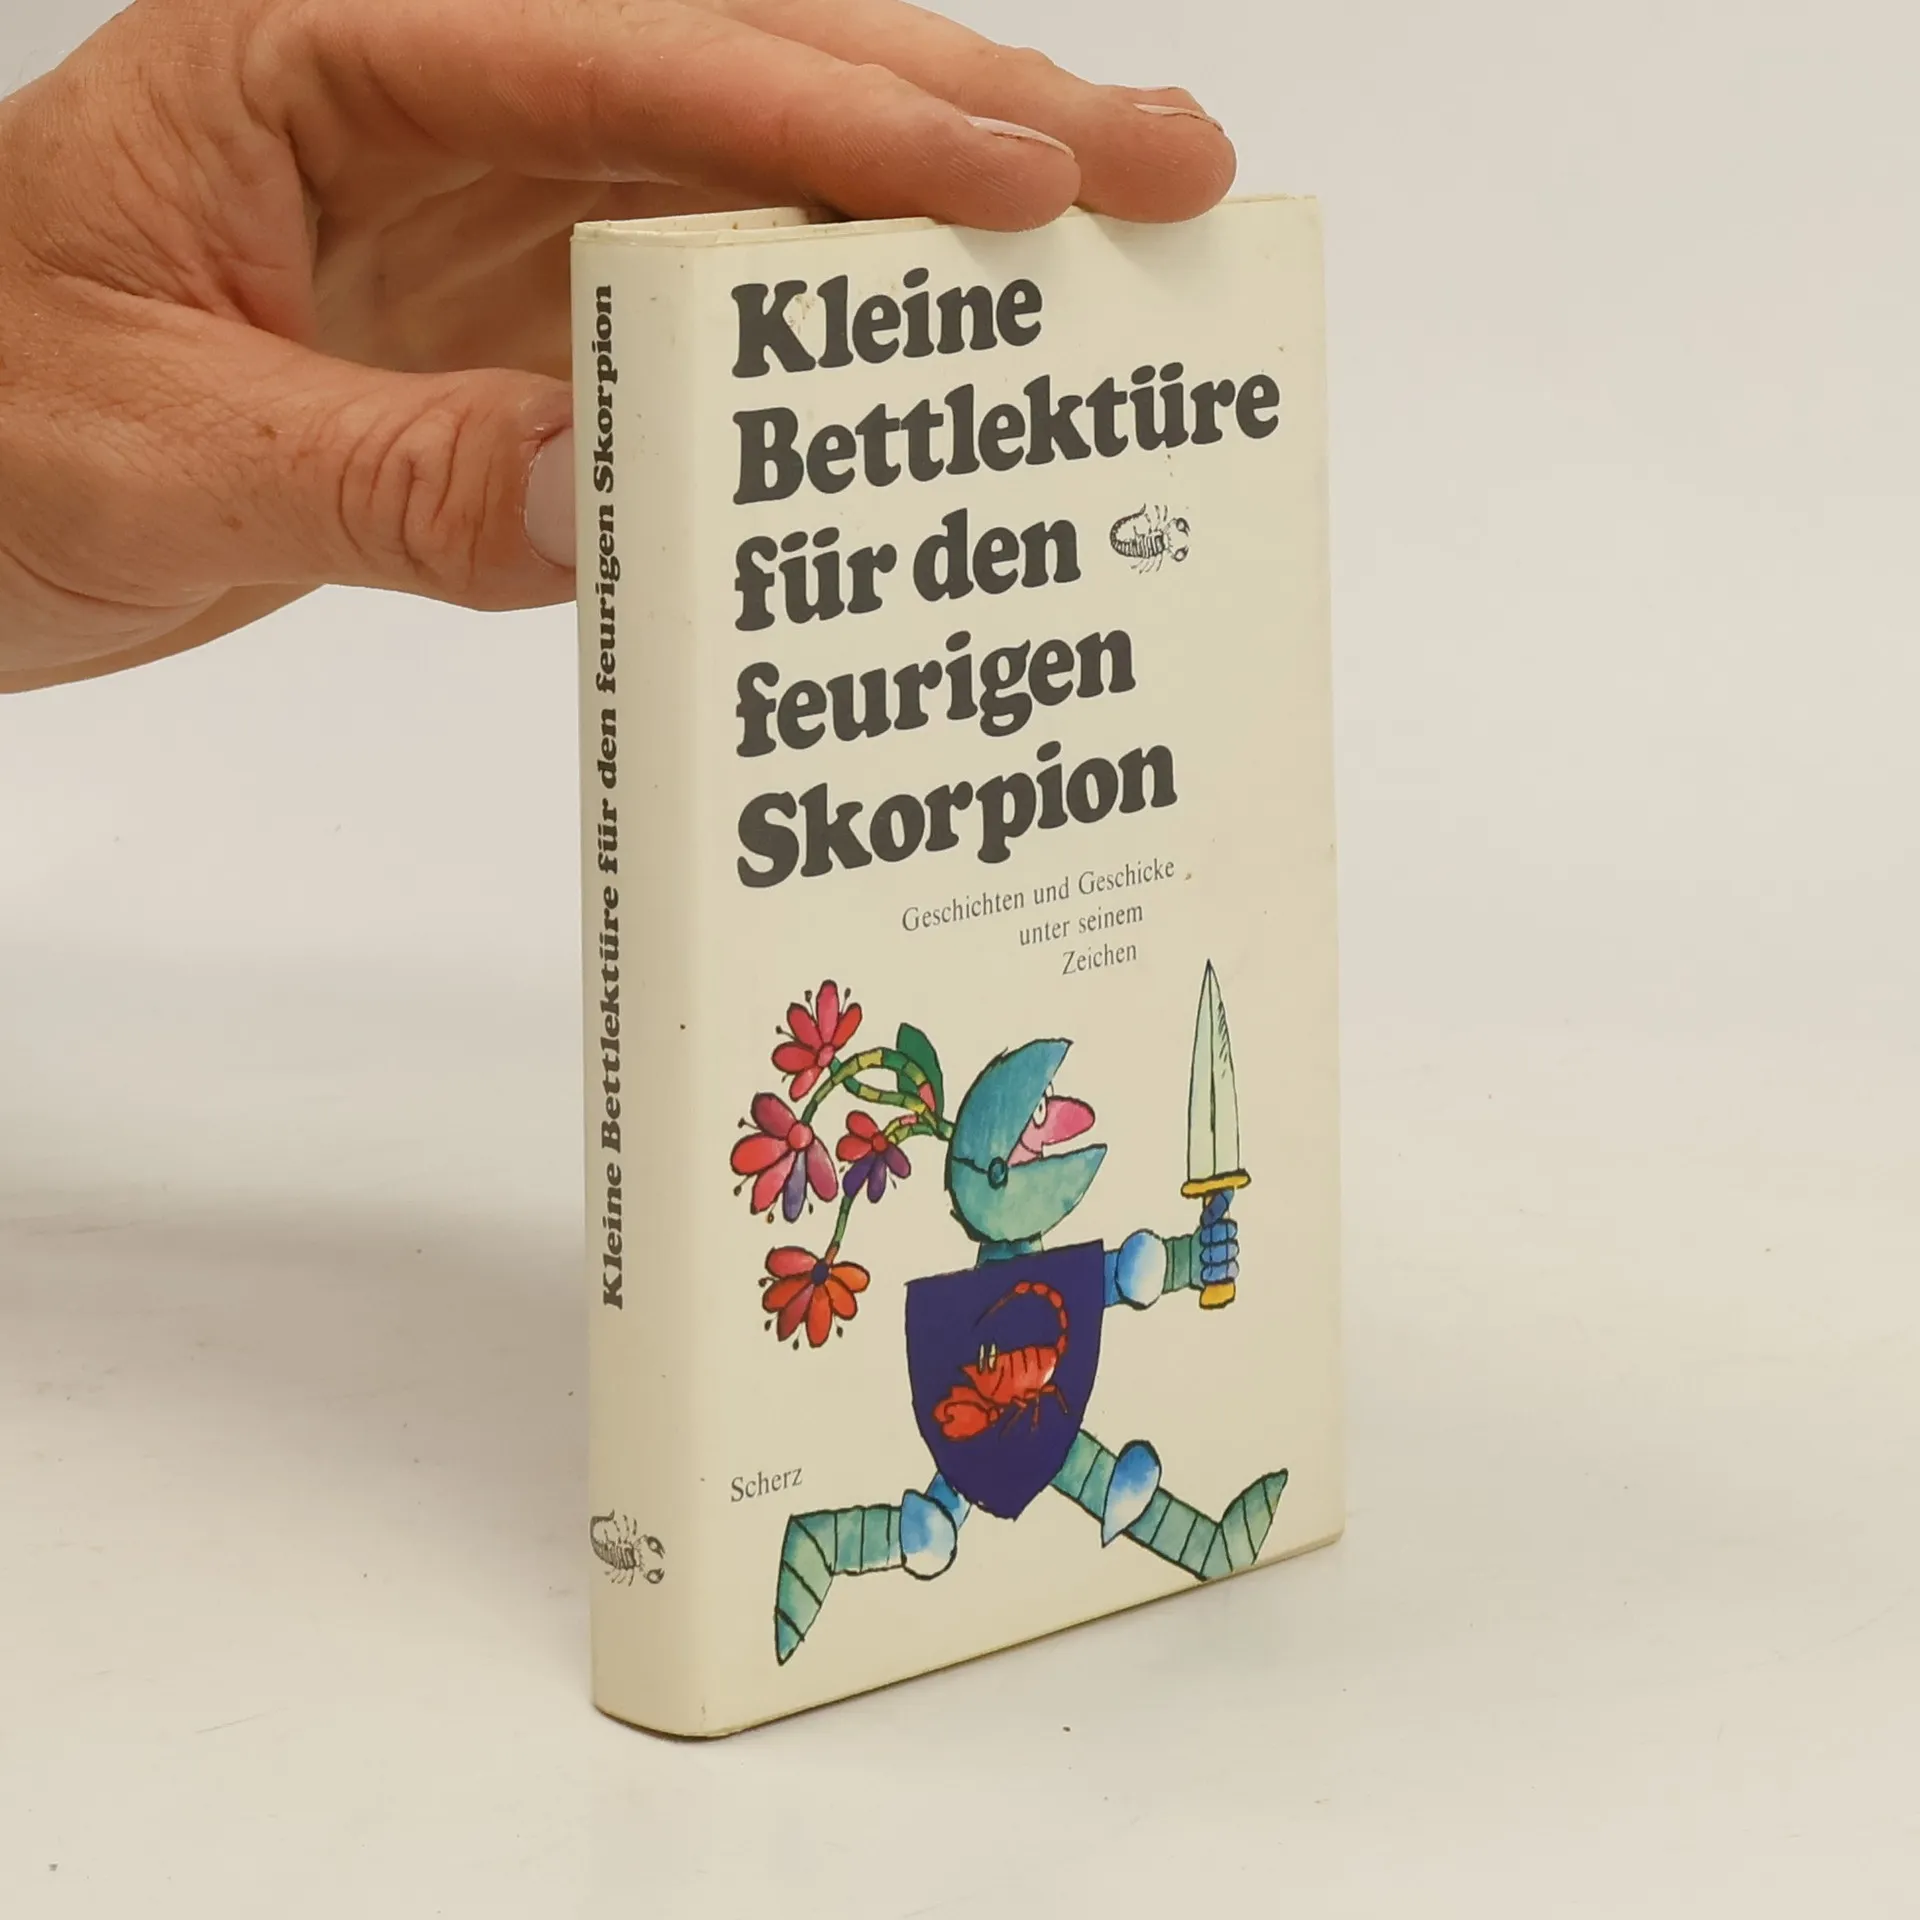 Kleine Bettlektüre für den feurigen Skorpion
Kleine
Bettlektüre
für den
feurigen
Skorpion
Geschichten und Geschicke
unter seinem
Zeichen
Scherz